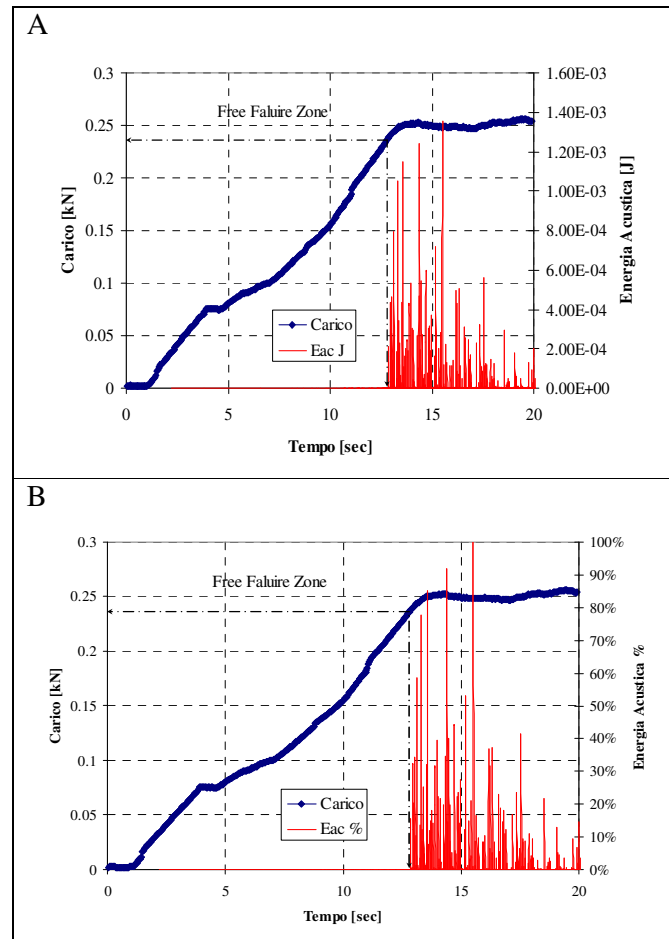 A
Free Faluire Zone
Carico [kN]
0.3
0.25
0.2
0.15
0.1
0.05
0
1.60E-03
1.40E-03
1.20E-03
1.00E-03
8.00E-04
6.00E-04
4.00E-04
2.00E-04
0.00E+00
Energia Acustica [J]
Carico
Eac J
0
5
10
15
20
Tempo [sec]
B
Free Faluire Zone
Carico [kN]
0.3
0.25
0.2
0.15
0.1
0.05
0
100%
90%
80%
70%
60%
50%
40%
30%
20%
10%
0%
Energia Acustica %
Carico
Eac %
0
5
10
15
20
Tempo [sec]